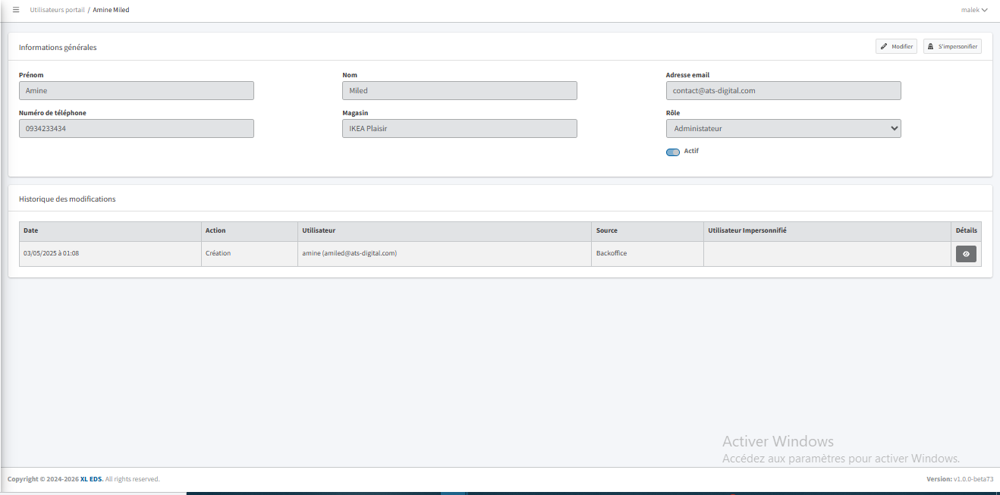 Utilisateurs portail / Amine Miled
malek
Informations générales
Modifier
S'impersonifier
Prénom
Nom
Adresse email
Amine
Miled
contact@ats-digital.com
Numéro de téléphone
Magasin
Rôle
0934233434
IKEA Plaisir
Administateur
Actif
Historique des modifications
Date Action Utilisateur Source Utilisateur Impersonnifié Détails
03/05/2025 à 01:08 Création amine (amiled@ats-digital.com) Backoffice
Activer Windows
Accédez aux paramètres pour activer Windows.
Copyright © 2024-2026 XL EDS. All rights reserved.
Version: v1.0.0-beta73